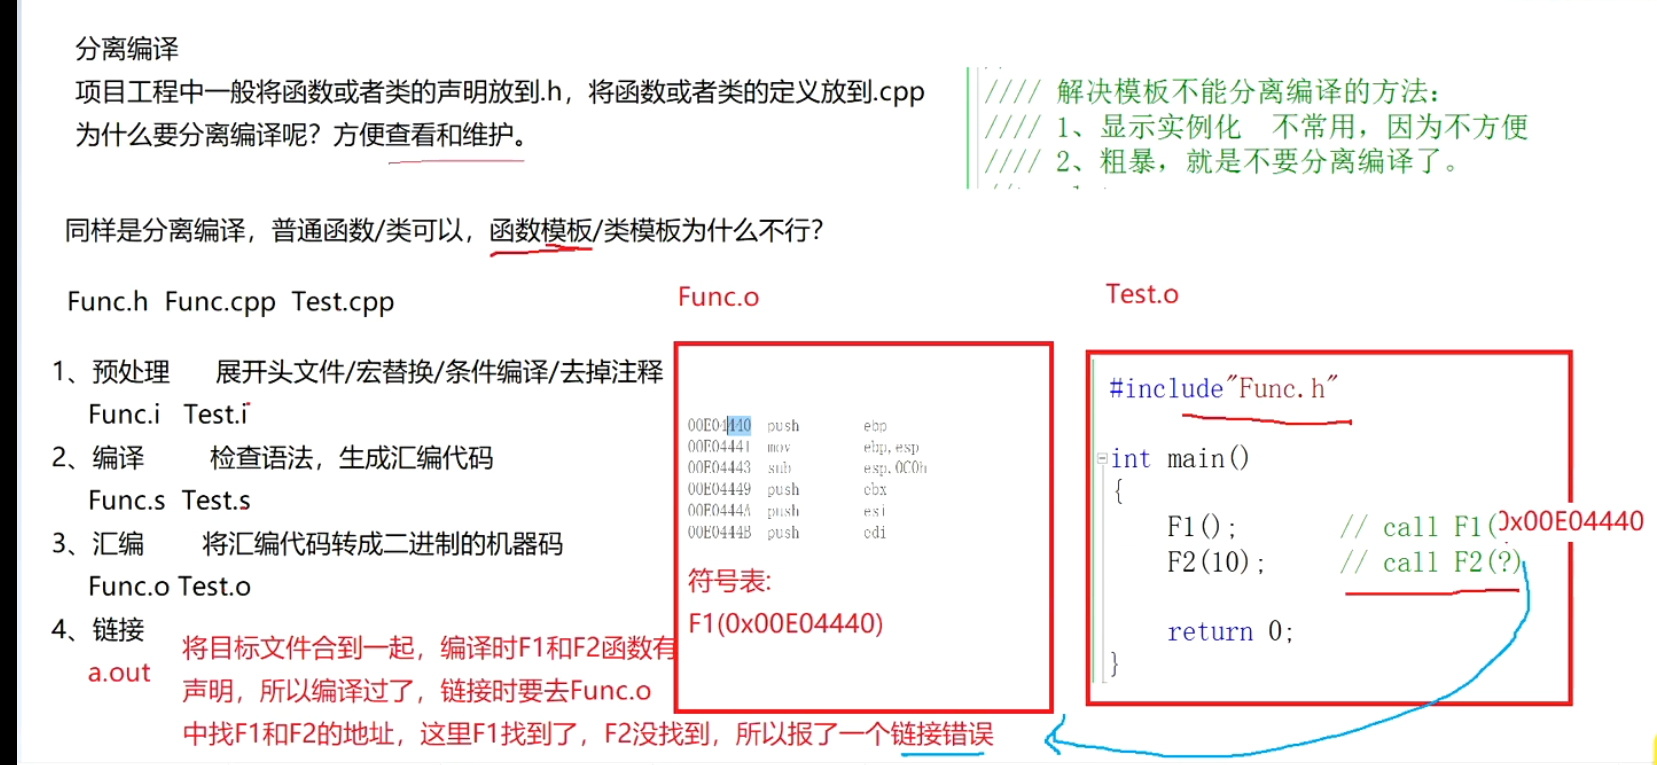 分离编译
项目工程中一般将函数或者类的声明放到.h，将函数或者类的定义放到.cpp
为什么要分离编译呢？方便查看和维护。
//// 解决模板不能分离编译的方法：
//// 1、显示实例化 不常用，因为不方便
//// 2、粗暴，就是不要分离编译了。
同样是分离编译，普通函数/类可以，函数模板/类模板为什么不行？
Func.h Func.cpp Test.cpp
1、预处理 展开头文件/宏替换/条件编译/去掉注释
Func.i Test.i
2、编译 检查语法，生成汇编代码
Func.s Test.s
3、汇编 将汇编代码转成二进制的机器码
Func.o Test.o
4、链接
a.out
将目标文件合到一起，编译时F1和F2函数有
声明，所以编译过了，链接时要去Func.o
中找F1和F2的地址，这里F1找到了，F2没找到，所以报了一个链接错误
Func.o
00E04440 push ebp
00E04441 mov ebp,esp
00E04443 sub esp,0C0h
00E04449 push ebx
00E0444A push esi
00E0444B push edi
符号表:
F1(0x00E04440)
Test.o
#include"Func.h"
int main()
{
F1(); // call F1(0x00E04440
F2(10); // call F2(?)
return 0;
}